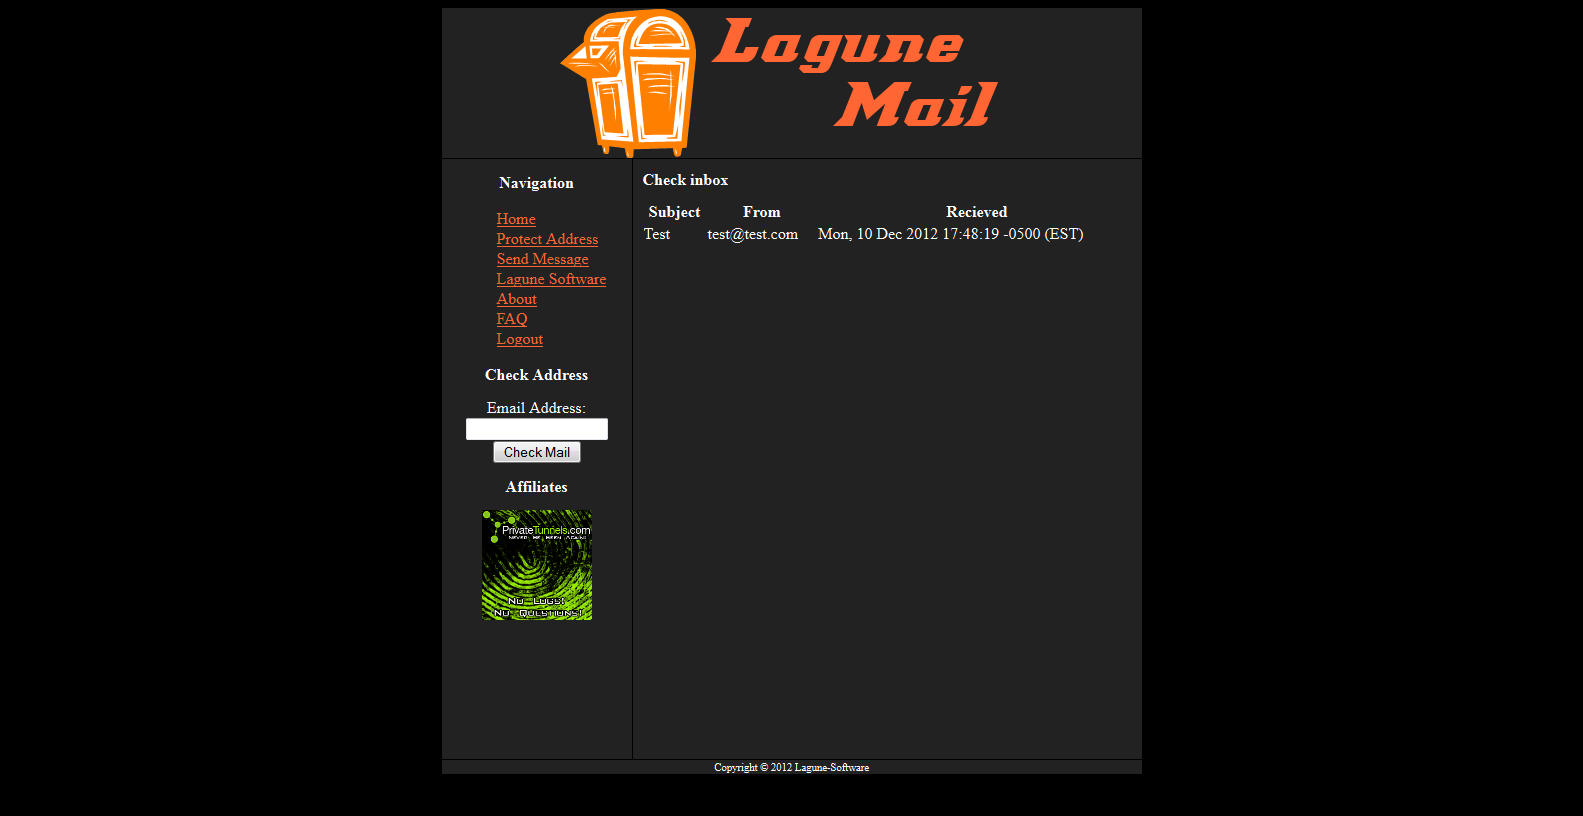 Lagune
Mail
Navigation
Home
Protect Address
Send Message
Lagune Software
About
FAQ
Logout
Check Address
Email Address:
Check Mail
Affiliates
PrivateTunnels.com
NEVER BE SEEN AGAIN!
No Logs!
No Questions!
Check inbox
Subject From Recieved
Test test@test.com Mon, 10 Dec 2012 17:48:19 -0500 (EST)
Copyright © 2012 Lagune-Software